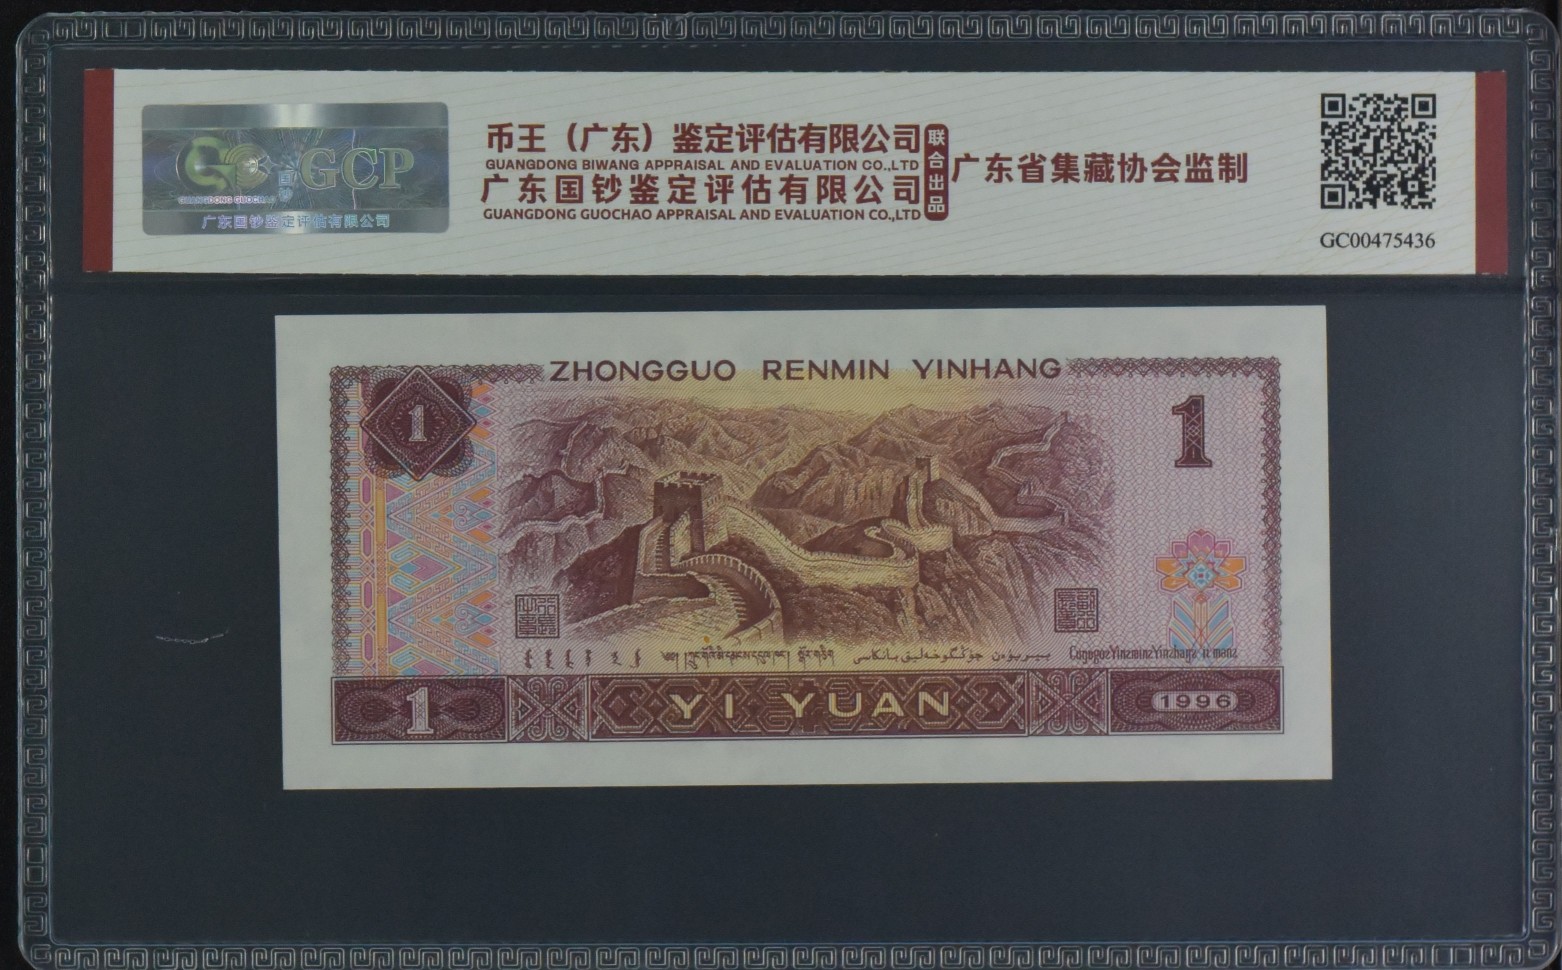 GCP
GUANGDONG GUOCHAO
广东国钞鉴定评估有限公司
币王（广东）鉴定评估有限公司
GUANGDONG BIWANG APPRAISAL AND EVALUATION CO.,LTD
广东国钞鉴定评估有限公司
GUANGDONG GUOCHAO APPRAISAL AND EVALUATION CO.,LTD
联合出品
广东省集藏协会监制
GC00475436
ZHONGGUO RENMIN YINHANG
1
1
1
YI YUAN
1996